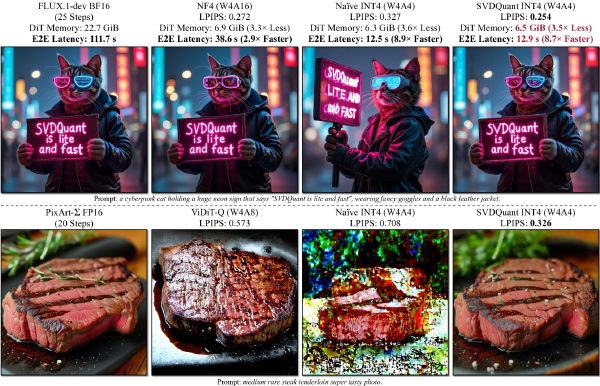 FLUX.1-dev BF16
(25 Steps)
DiT Memory: 22.7 GiB
E2E Latency: 111.7 s
NF4 (W4A16)
LPIPS: 0.272
DiT Memory: 6.9 GiB (3.3× Less)
E2E Latency: 38.6 s (2.9× Faster)
Naïve INT4 (W4A4)
LPIPS: 0.327
DiT Memory: 6.3 GiB (3.6× Less)
E2E Latency: 12.5 s (8.9× Faster)
SVDQuant INT4 (W4A4)
LPIPS: 0.254
DiT Memory: 6.5 GiB (3.5× Less)
E2E Latency: 12.9 s (8.7× Faster)
SVDQuant
is lite
and fast
SVDQuant
is lite
and fast
SVDQuant
LITE AND
and FAST
SVDQuant
is lite
and fast
Prompt: a cyberpunk cat holding a huge neon sign that says "SVDQuant is lite and fast", wearing fancy goggles and a black leather jacket.
PixArt-Σ FP16
(20 Steps)
ViDiT-Q (W4A8)
LPIPS: 0.573
Naïve INT4 (W4A4)
LPIPS: 0.708
SVDQuant INT4 (W4A4)
LPIPS: 0.326
Prompt: medium rare steak tenderloin super tasty photo.